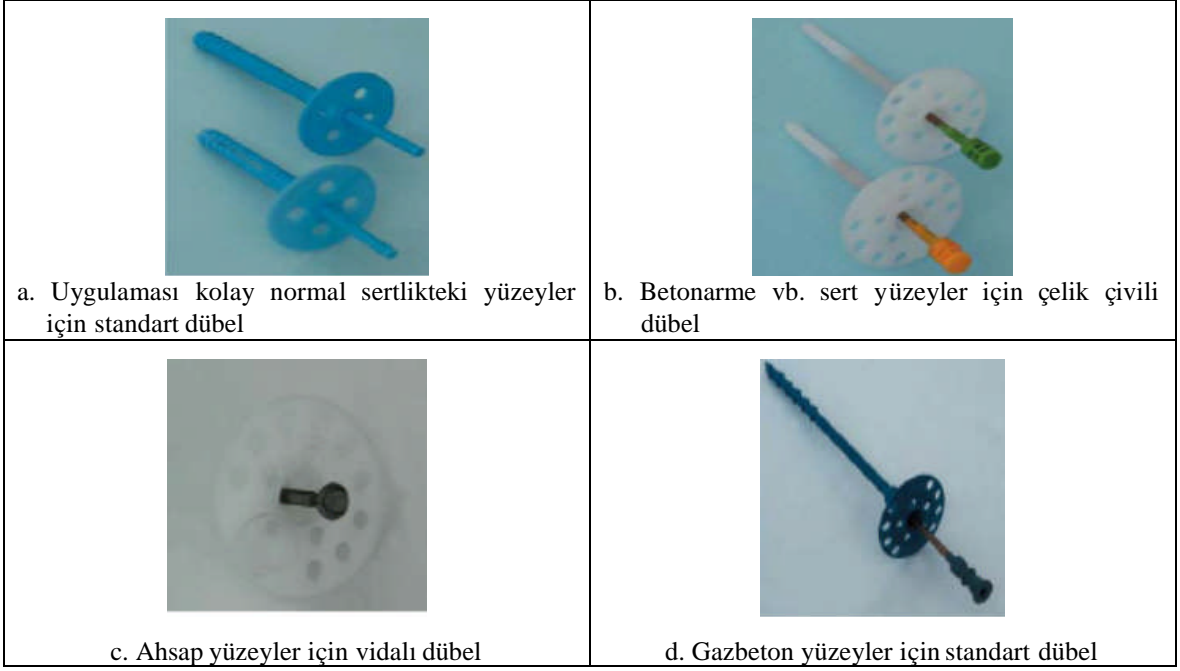 a. Uygulaması kolay normal sertlikteki yüzeyler
için standart dübel
b. Betonarme vb. sert yüzeyler için çelik çivili
dübel
c. Ahşap yüzeyler için vidalı dübel
d. Gazbeton yüzeyler için standart dübel